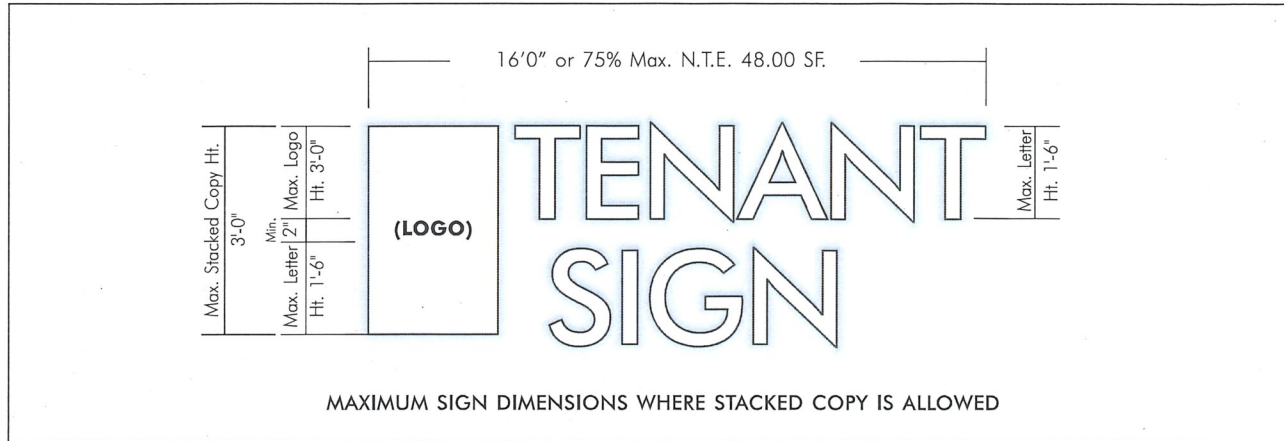 16'0" or 75% Max. N.T.E. 48.00 SF.
Max. Stacked Copy Ht.
3'-0"
Max. Logo
Ht. 3'-0"
Min.
2"
Max. Letter
Ht. 1'-6"
(LOGO)
TENANT
SIGN
Max. Letter
Ht. 1'-6"
MAXIMUM SIGN DIMENSIONS WHERE STACKED COPY IS ALLOWED